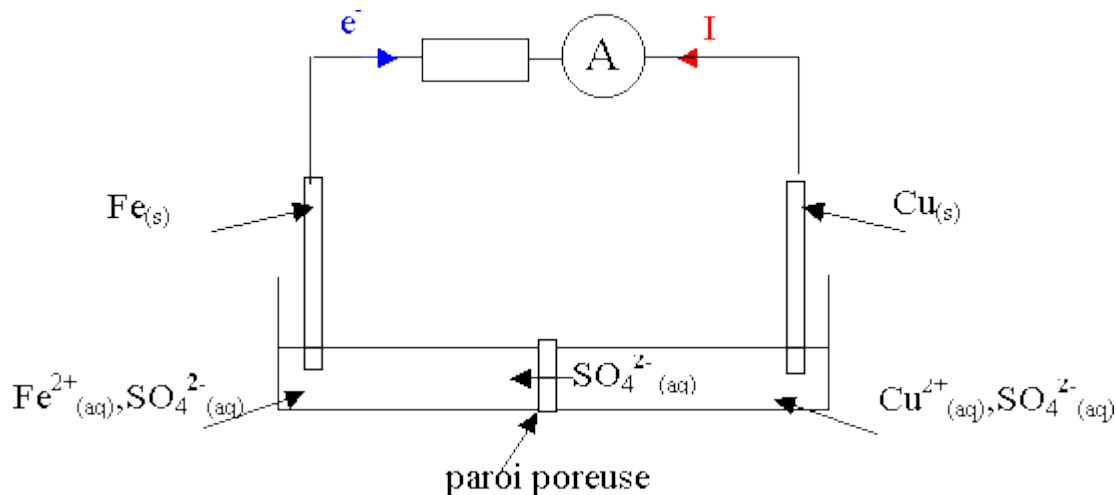 e⁻
I
A
Fe(s)
Cu(s)
SO₄²⁻(aq)
Fe²⁺(aq),SO₄²⁻(aq)
Cu²⁺(aq),SO₄²⁻(aq)
paroi poreuse